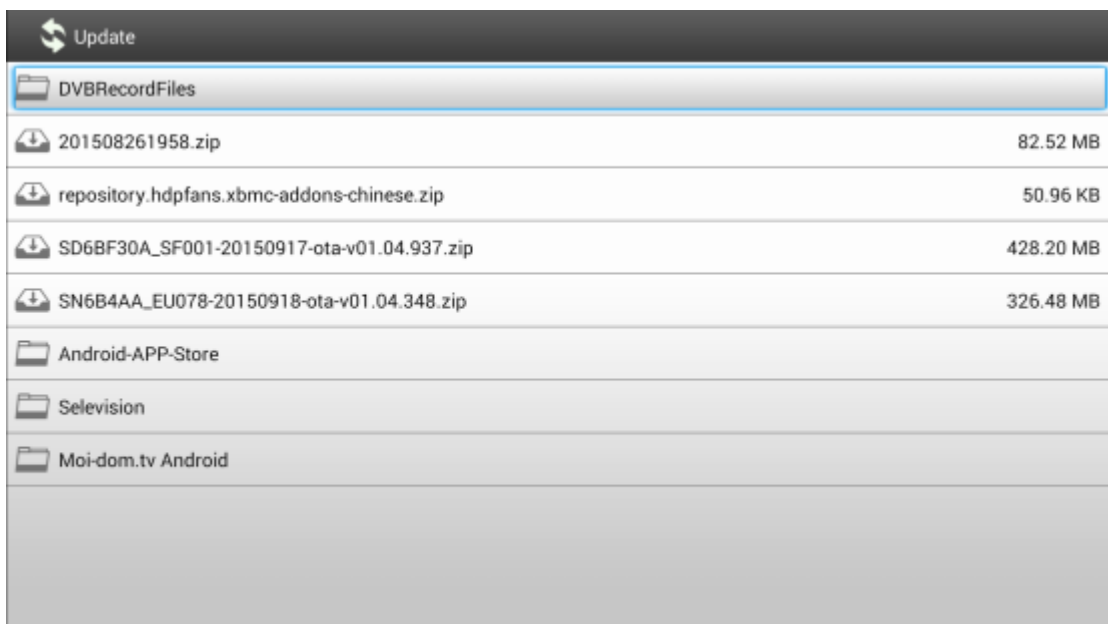 Update
DVBRecordFiles
201508261958.zip 82.52 MB
repository.hdpfans.xbmc-addons-chinese.zip 50.96 KB
SD6BF30A_SF001-20150917-ota-v01.04.937.zip 428.20 MB
SN6B4AA_EU078-20150918-ota-v01.04.348.zip 326.48 MB
Android-APP-Store
Selevision
Moi-dom.tv Android